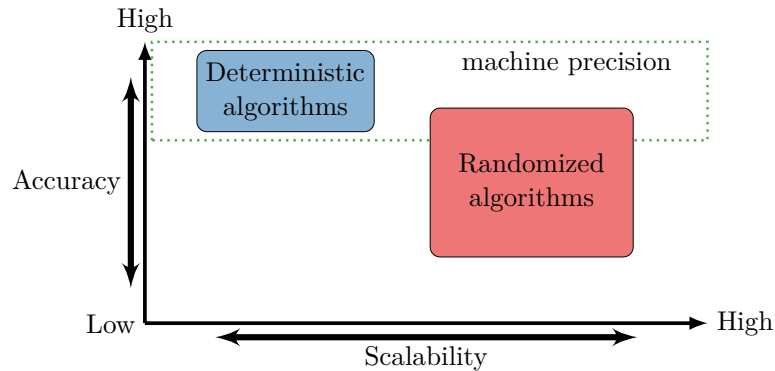 High
machine precision
Deterministic
algorithms
Randomized
algorithms
Accuracy
Low
High
Scalability